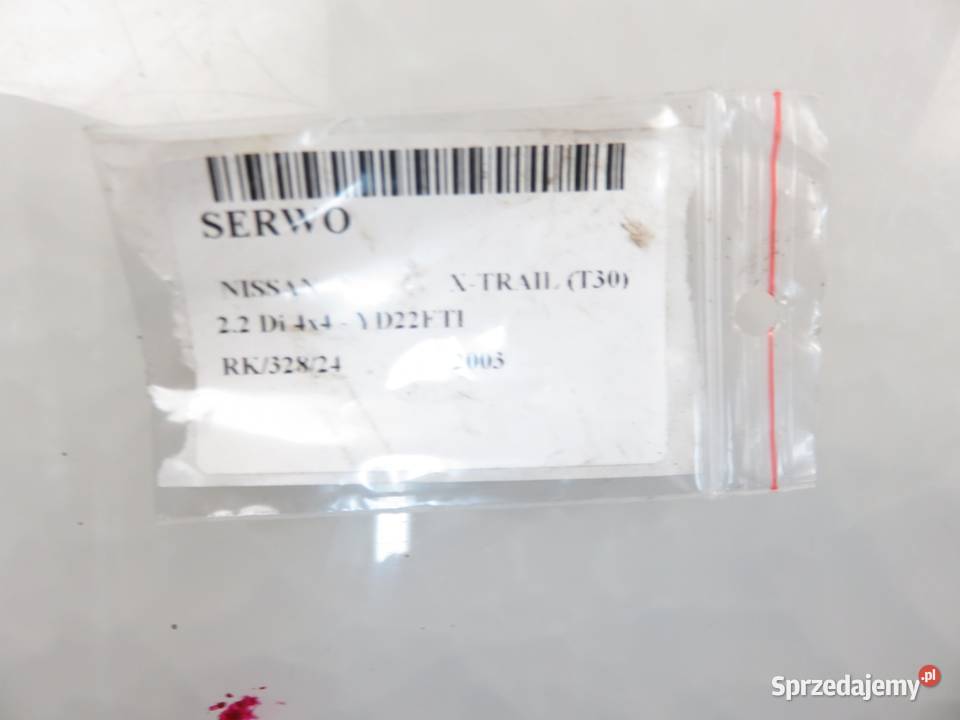 SERWO
NISSAN X-TRAIL (T30)
2.2 Di 4x4 - YD22ETI
RK/328/24 2003
Sprzedajemy.pl